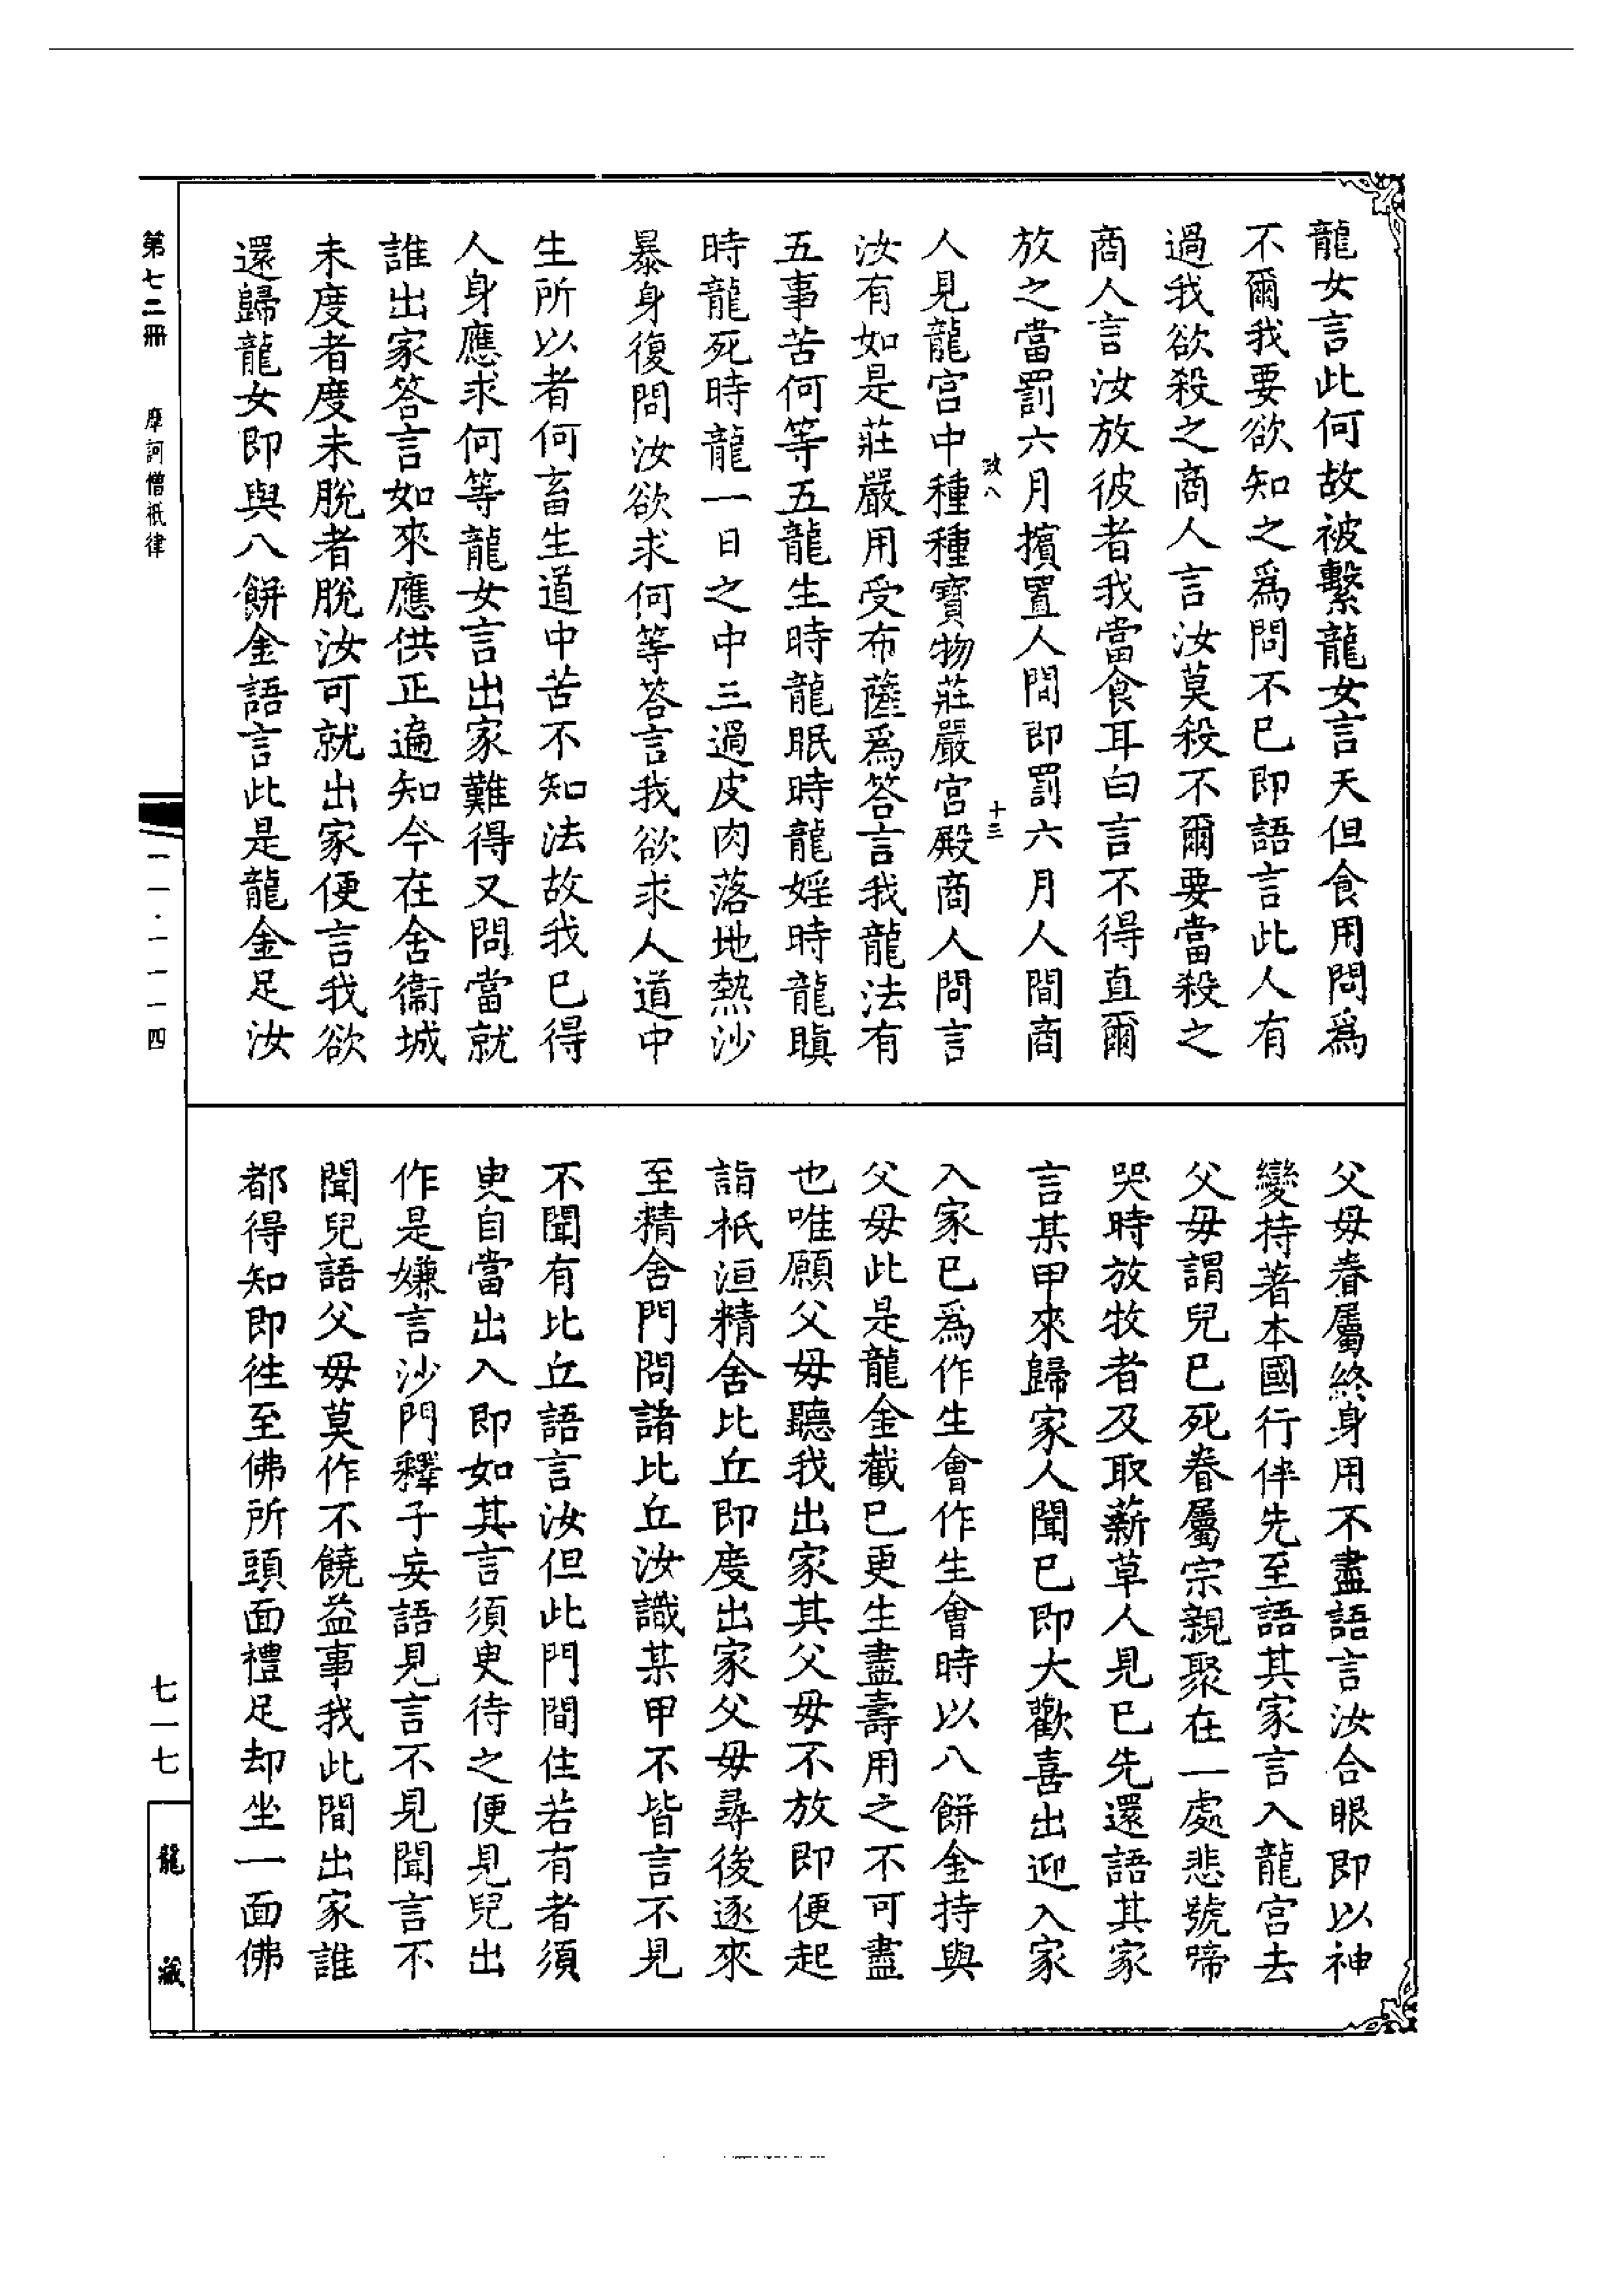 龍女言此何故被繫龍女言天但食用問爲
不爾我要欲知之爲問不已即語言此人有
過我欲殺之商人言汝莫殺不爾要當殺之
商人言汝放彼者我當食耳白言不得直爾
放之當罰六月擯置人間即罰六月人間商
人見龍宮中種種寶物莊嚴宮殿商人問言
汝有如是莊嚴用受布薩爲答言我龍法有
五事苦何等五龍生時龍眠時龍婬時龍瞋
時龍死時龍一日之中三過皮肉落地熱沙
暴身復問汝欲求何等答言我欲求人道中
生所以者何畜生道中苦不知法故我已得
人身應求何等龍女言出家難得又問當就
誰出家答言如來應供正遍知今在舍衞城
未度者度未脫者脫汝可就出家便言我欲
還歸龍女即與八餅金語言此是龍金足汝
父母眷屬終身用不盡語言汝合眼即以神
變持著本國行伴先至語其家言入龍宮去
父母謂兒已死眷屬宗親聚在一處悲號啼
哭時放牧者及取薪草人見已先還語其家
言某甲來歸家人聞已即大歡喜出迎入家
入家已爲作生會作生會時以八餅金持與
父母此是龍金截已更生盡壽用之不可盡
也唯願父母聽我出家其父母不放即便起
詣祇洹精舍比丘即度出家父母尋後逐來
至精舍門問諸比丘汝識某甲不皆言不見
不聞有比丘語言汝但此門間住若有者須
臾自當出入即如其言須臾待之便見兒出
作是嫌言沙門釋子妄語見言不見聞言不
聞兒語父母莫作不饒益事我此間出家誰
都得知即往至佛所頭面禮足却坐一面佛
政八
十三
第七二冊 摩訶僧祇律
一一·一一一四
七一七
龍藏